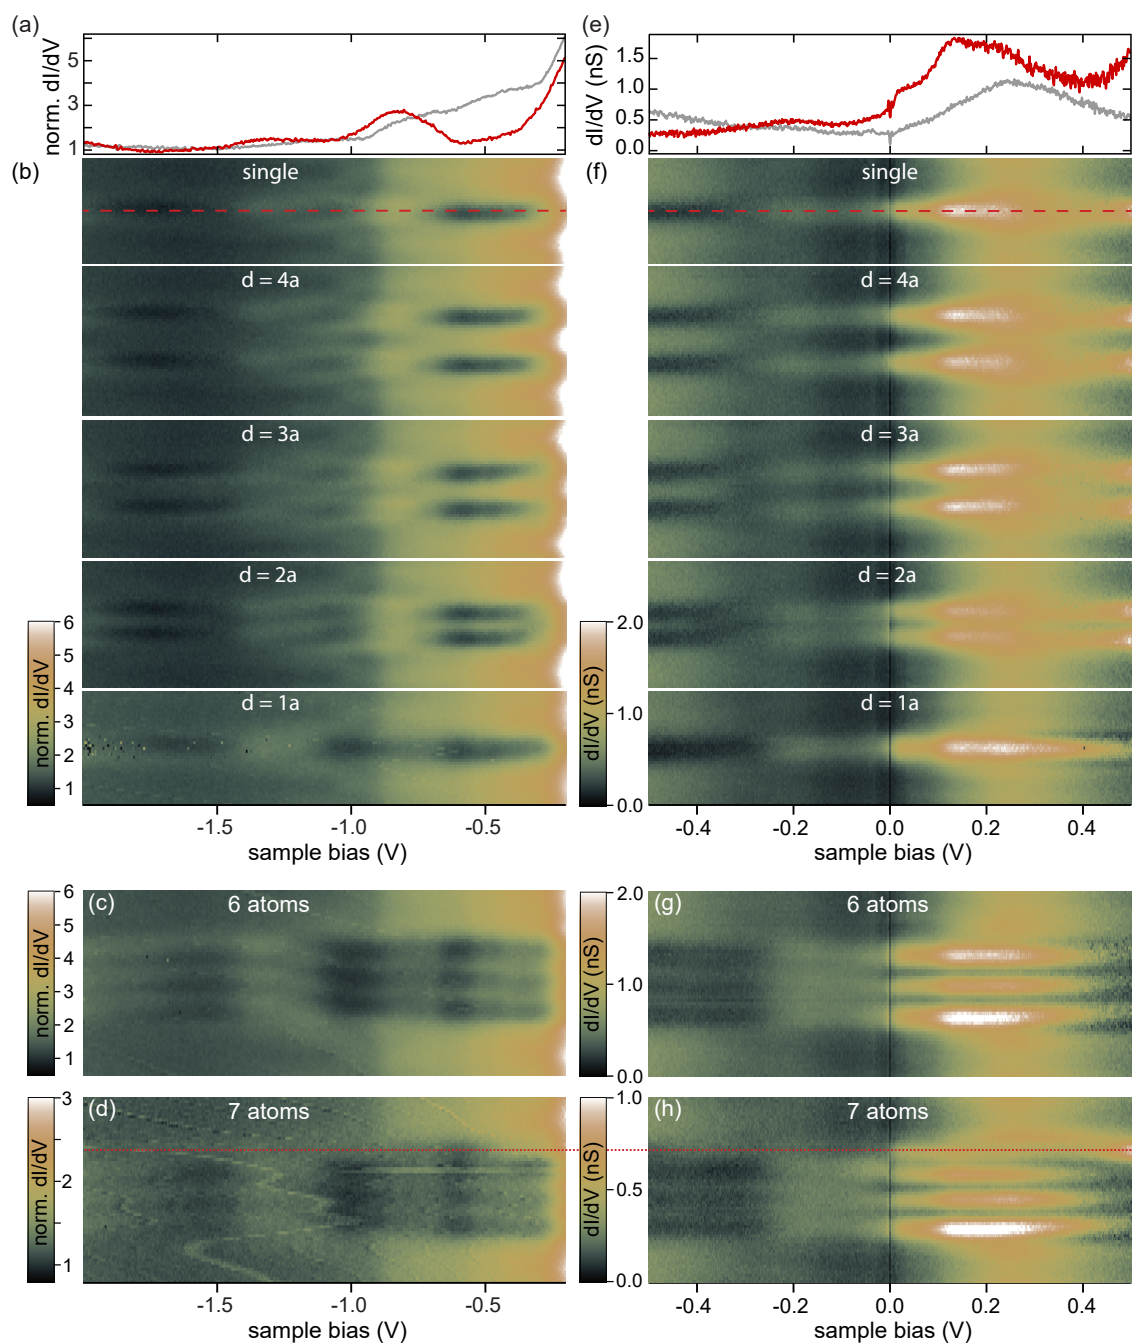 (a)
norm. dI/dV
5
3
1
(b)
single
d = 4a
d = 3a
d = 2a
d = 1a
norm. dI/dV
6
5
4
3
2
1
-1.5
-1.0
-0.5
sample bias (V)
(c)
6 atoms
norm. dI/dV
6
5
4
3
2
1
(d)
7 atoms
norm. dI/dV
3
2
1
-1.5
-1.0
-0.5
sample bias (V)
(e)
dI/dV (nS)
1.5
1.0
0.5
0.0
(f)
single
d = 4a
d = 3a
d = 2a
d = 1a
dI/dV (nS)
2.0
1.0
0.0
-0.4
-0.2
0.0
0.2
0.4
sample bias (V)
(g)
6 atoms
dI/dV (nS)
2.0
1.0
0.0
(h)
7 atoms
dI/dV (nS)
1.0
0.5
0.0
-0.4
-0.2
0.0
0.2
0.4
sample bias (V)